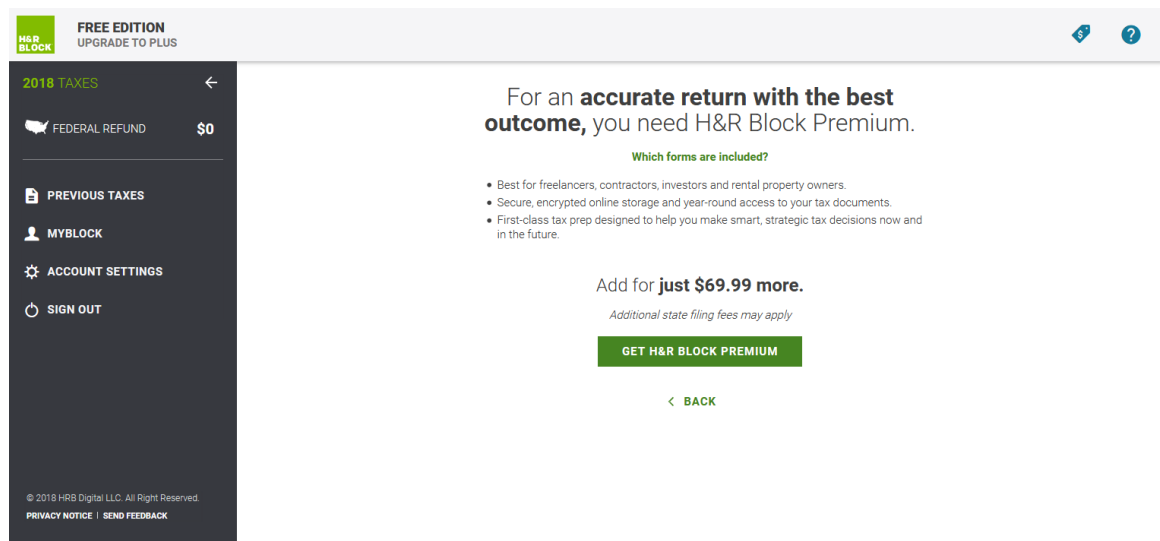 H&R
BLOCK
FREE EDITION
UPGRADE TO PLUS
$
?
2018 TAXES
FEDERAL REFUND $0
PREVIOUS TAXES
MYBLOCK
ACCOUNT SETTINGS
SIGN OUT
© 2018 HRB Digital LLC. All Right Reserved.
PRIVACY NOTICE | SEND FEEDBACK
For an accurate return with the best
outcome, you need H&R Block Premium.
Which forms are included?
• Best for freelancers, contractors, investors and rental property owners.
• Secure, encrypted online storage and year-round access to your tax documents.
• First-class tax prep designed to help you make smart, strategic tax decisions now and
in the future.
Add for just $69.99 more.
Additional state filing fees may apply
GET H&R BLOCK PREMIUM
< BACK